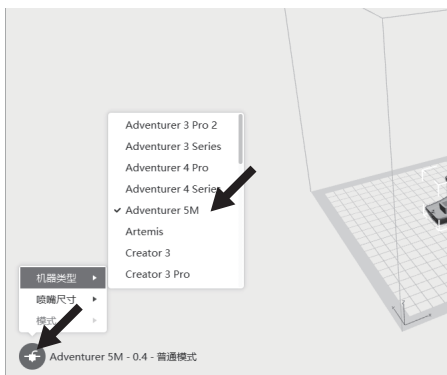 Adventurer 3 Pro 2
Adventurer 3 Series
Adventurer 4 Pro
Adventurer 4 Series
Adventurer 5M
Artemis
Creator 3
Creator 3 Pro
机器类型
喷嘴尺寸
模式
Adventurer 5M - 0.4 - 普通模式